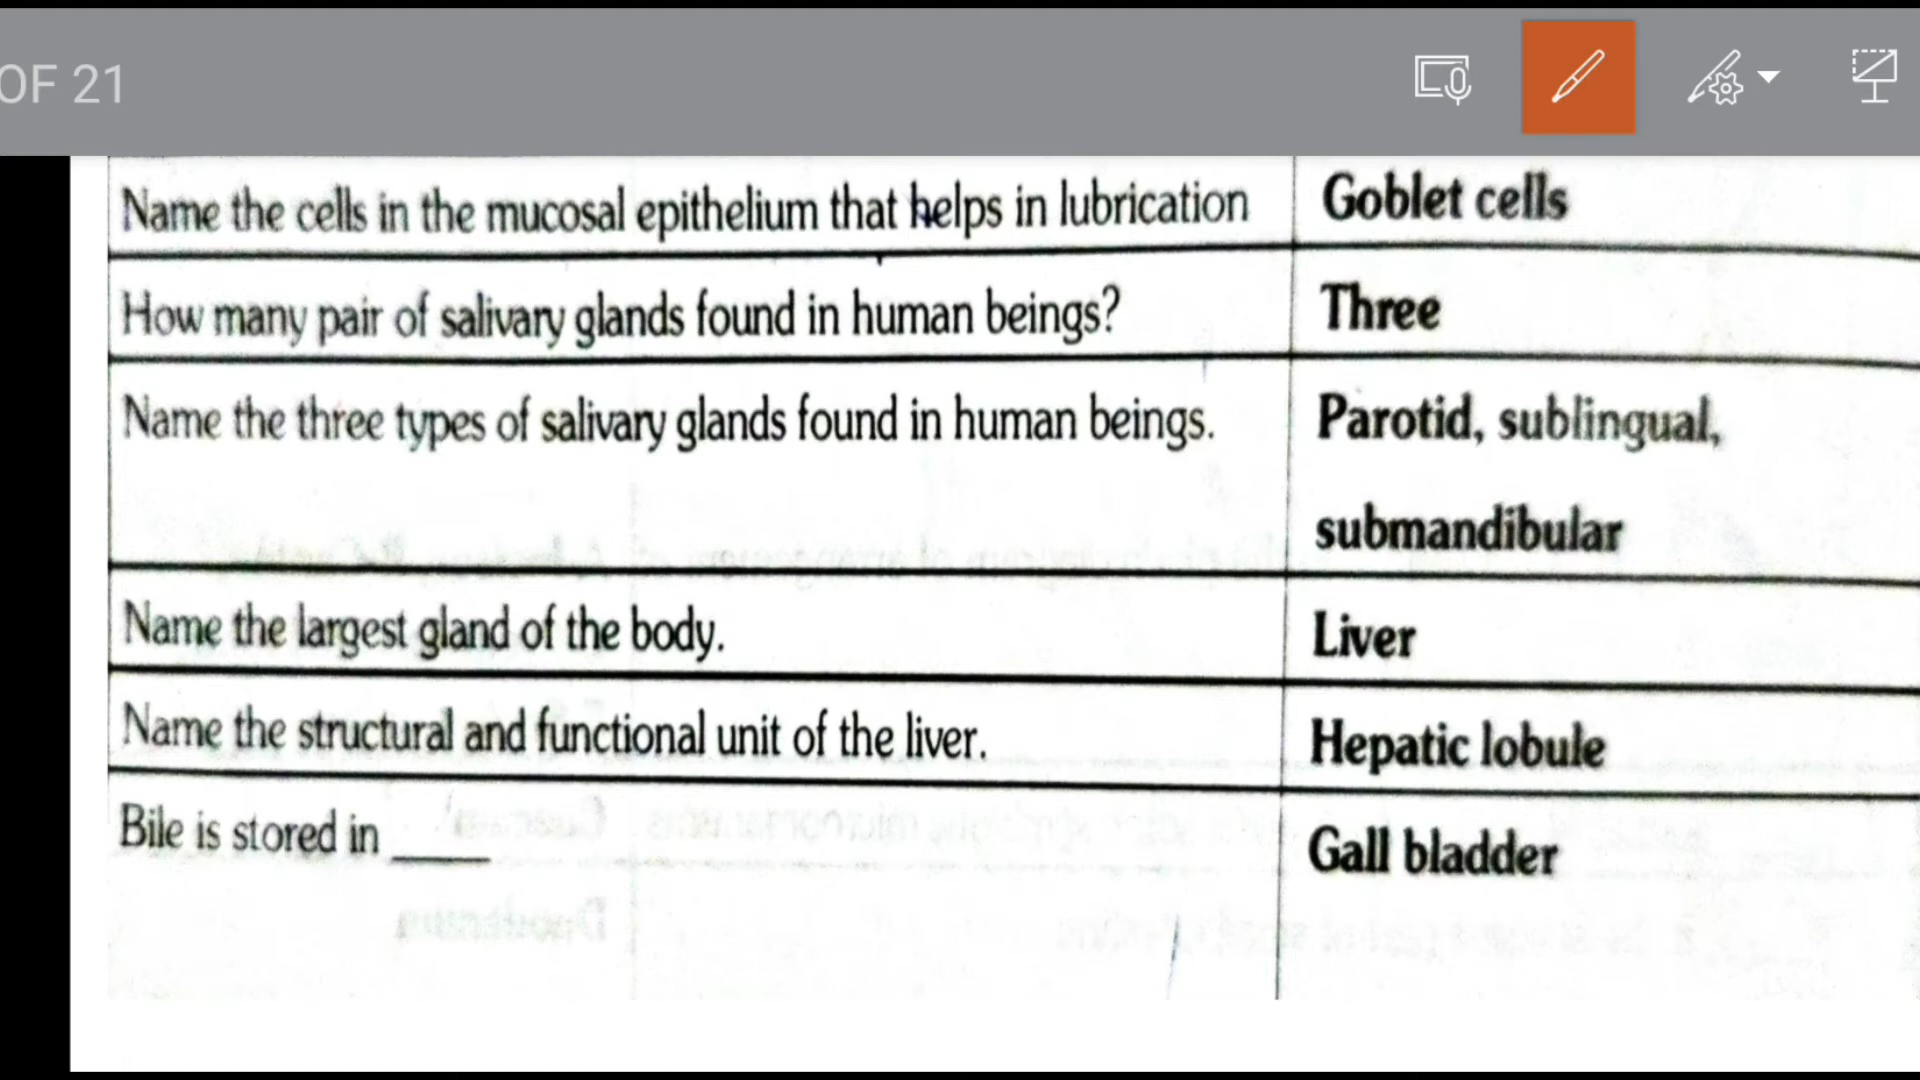 OF 21
Name the cells in the mucosal epithelium that helps in lubrication Goblet cells
How many pair of salivary glands found in human beings? Three
Name the three types of salivary glands found in human beings. Parotid, sublingual,
submandibular
Name the largest gland of the body. Liver
Name the structural and functional unit of the liver. Hepatic lobule
Bile is stored in ____ Gall bladder